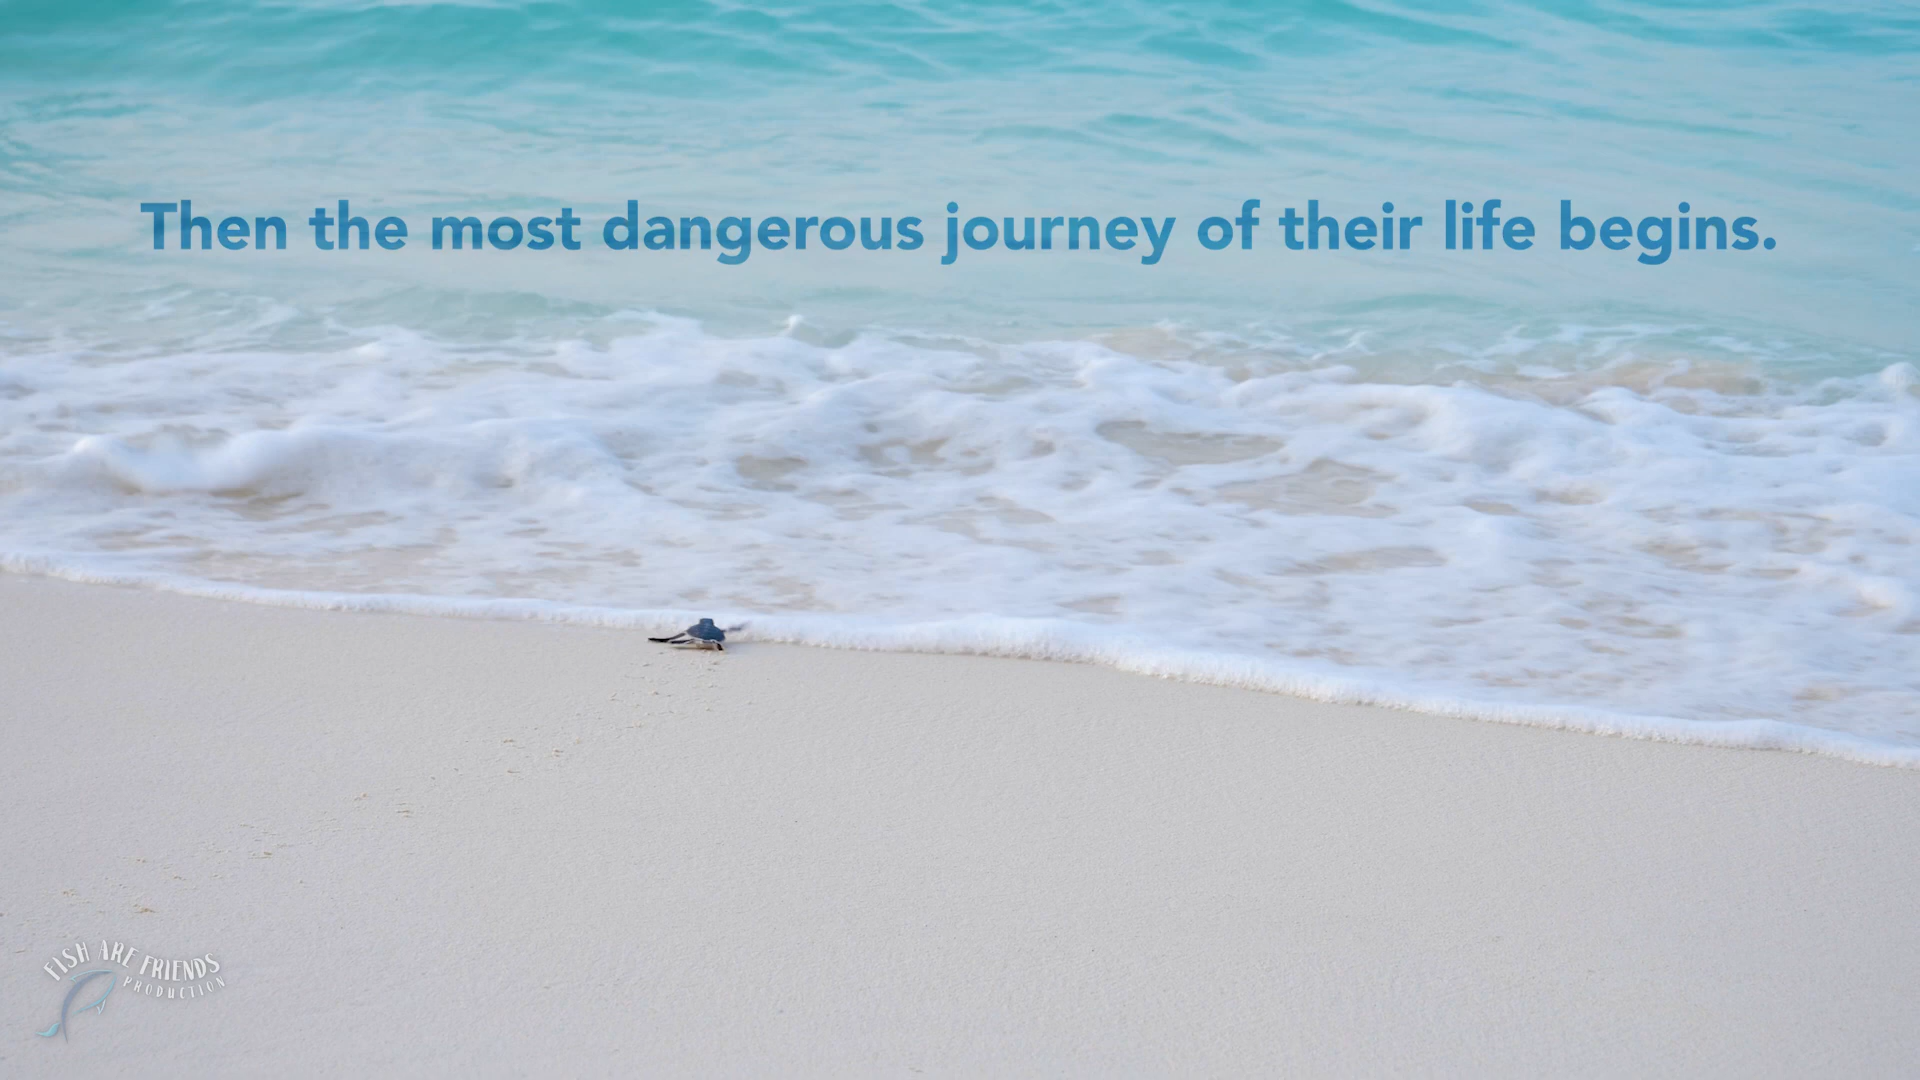 Then the most dangerous journey of their life begins.
FISH ARE FRIENDS
PRODUCTION